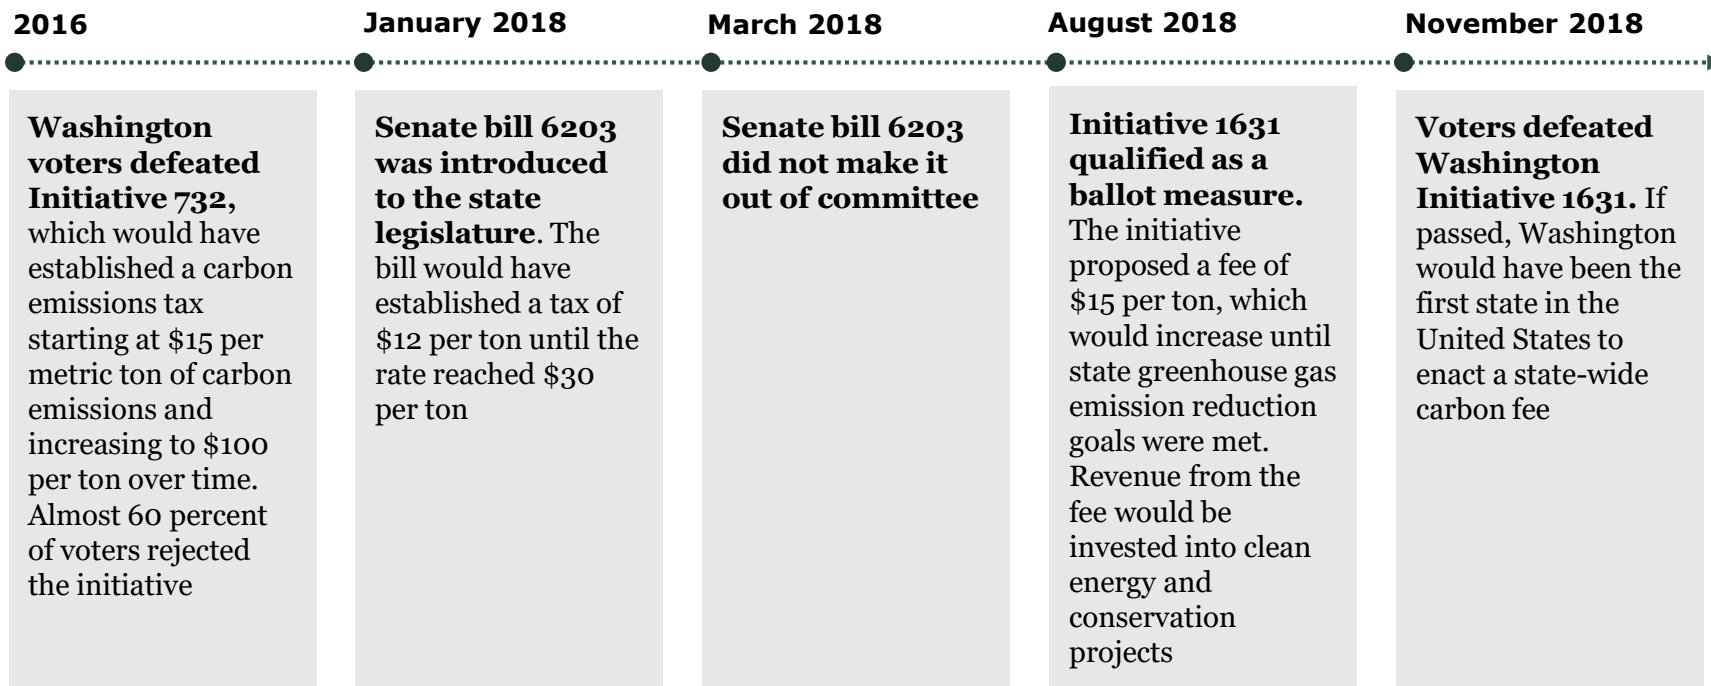 2016
January 2018
March 2018
August 2018
November 2018
Washington
voters defeated
Initiative 732,
which would have
established a carbon
emissions tax
starting at $15 per
metric ton of carbon
emissions and
increasing to $100
per ton over time.
Almost 60 percent
of voters rejected
the initiative
Senate bill 6203
was introduced
to the state
legislature. The
bill would have
established a tax of
$12 per ton until the
rate reached $30
per ton
Senate bill 6203
did not make it
out of committee
Initiative 1631
qualified as a
ballot measure.
The initiative
proposed a fee of
$15 per ton, which
would increase until
state greenhouse gas
emission reduction
goals were met.
Revenue from the
fee would be
invested into clean
energy and
conservation
projects
Voters defeated
Washington
Initiative 1631. If
passed, Washington
would have been the
first state in the
United States to
enact a state-wide
carbon fee